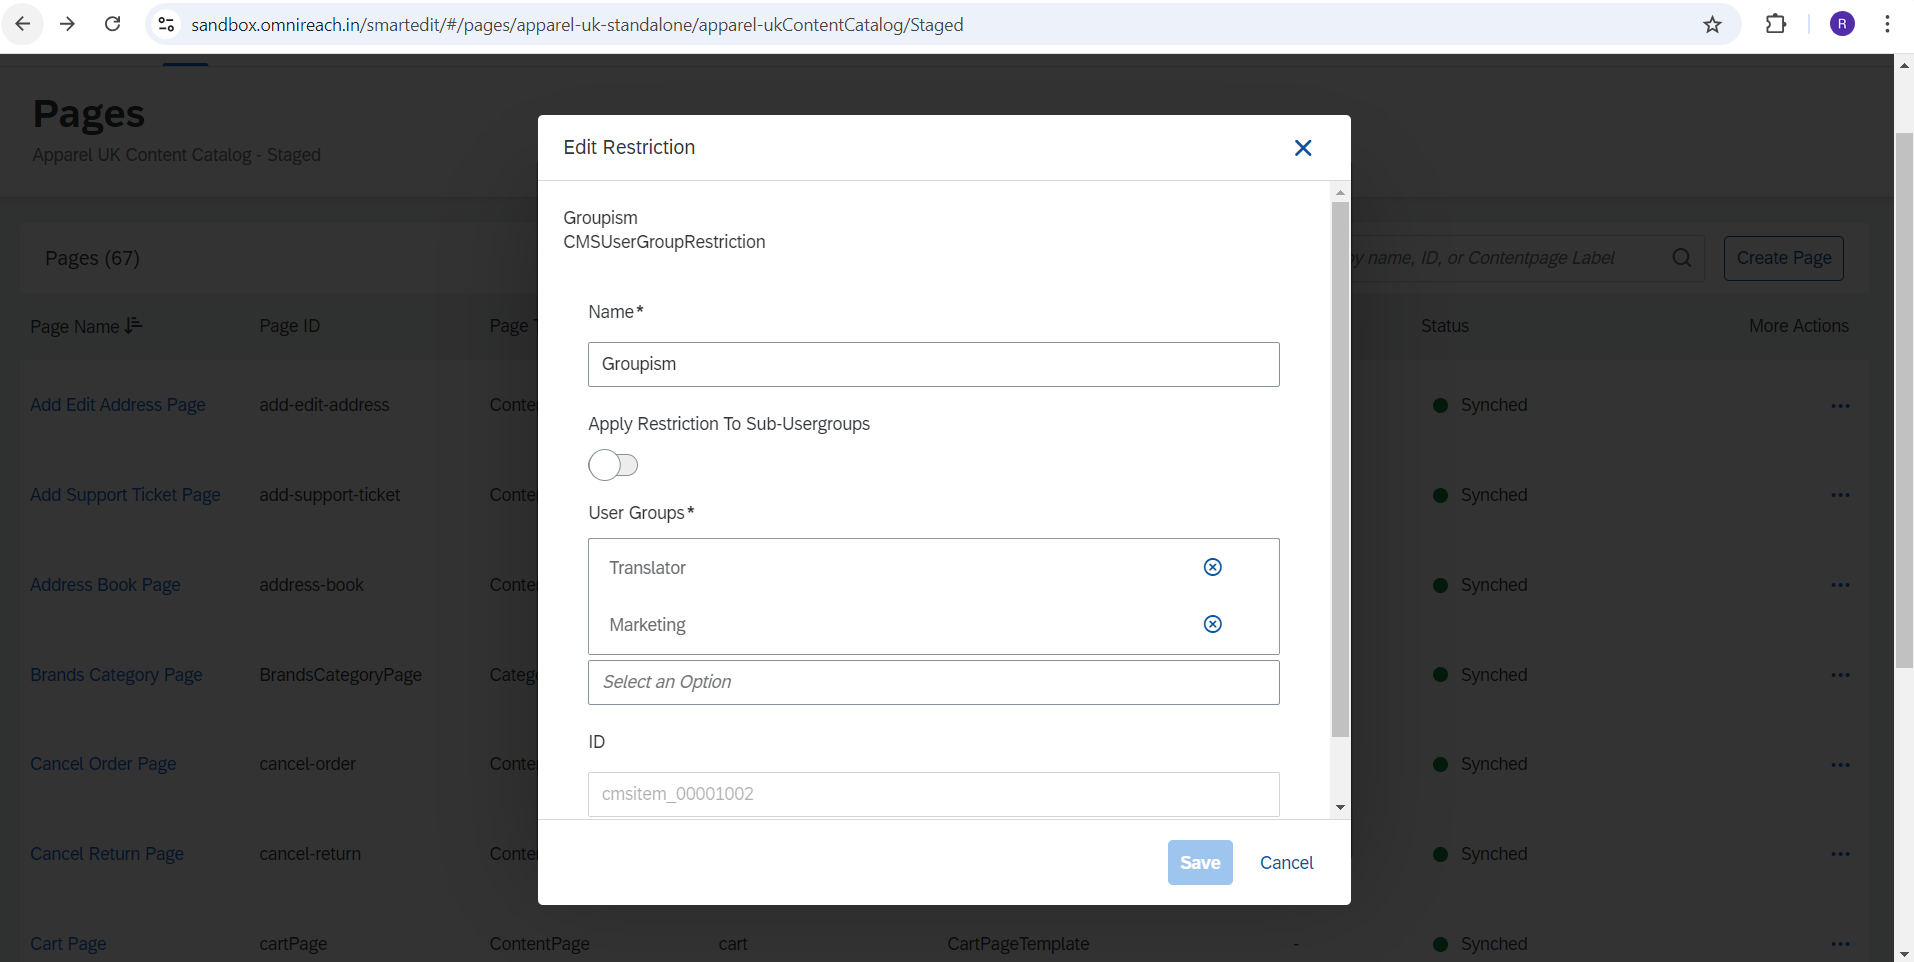 sandbox.omnireach.in/smartedit/#/pages/apparel-uk-standalone/apparel-ukContentCatalog/Staged
R
Pages
Apparel UK Content Catalog - Staged
Edit Restriction
Groupism
CMSUserGroupRestriction
Pages (67)
by name, ID, or Contentpage Label
Create Page
Name*
Page Name
Page ID
Page
Status
More Actions
Groupism
Add Edit Address Page
add-edit-address
Conte
Synched
Apply Restriction To Sub-Usergroups
Add Support Ticket Page
add-support-ticket
Conte
Synched
User Groups*
Translator
Address Book Page
address-book
Conte
Synched
Marketing
Brands Category Page
BrandsCategoryPage
Categ
Synched
Select an Option
ID
Cancel Order Page
cancel-order
Conte
Synched
cmsitem_00001002
Cancel Return Page
cancel-return
Conte
Synched
Save
Cancel
Cart Page
cartPage
ContentPage
cart
CartPageTemplate
-
Synched